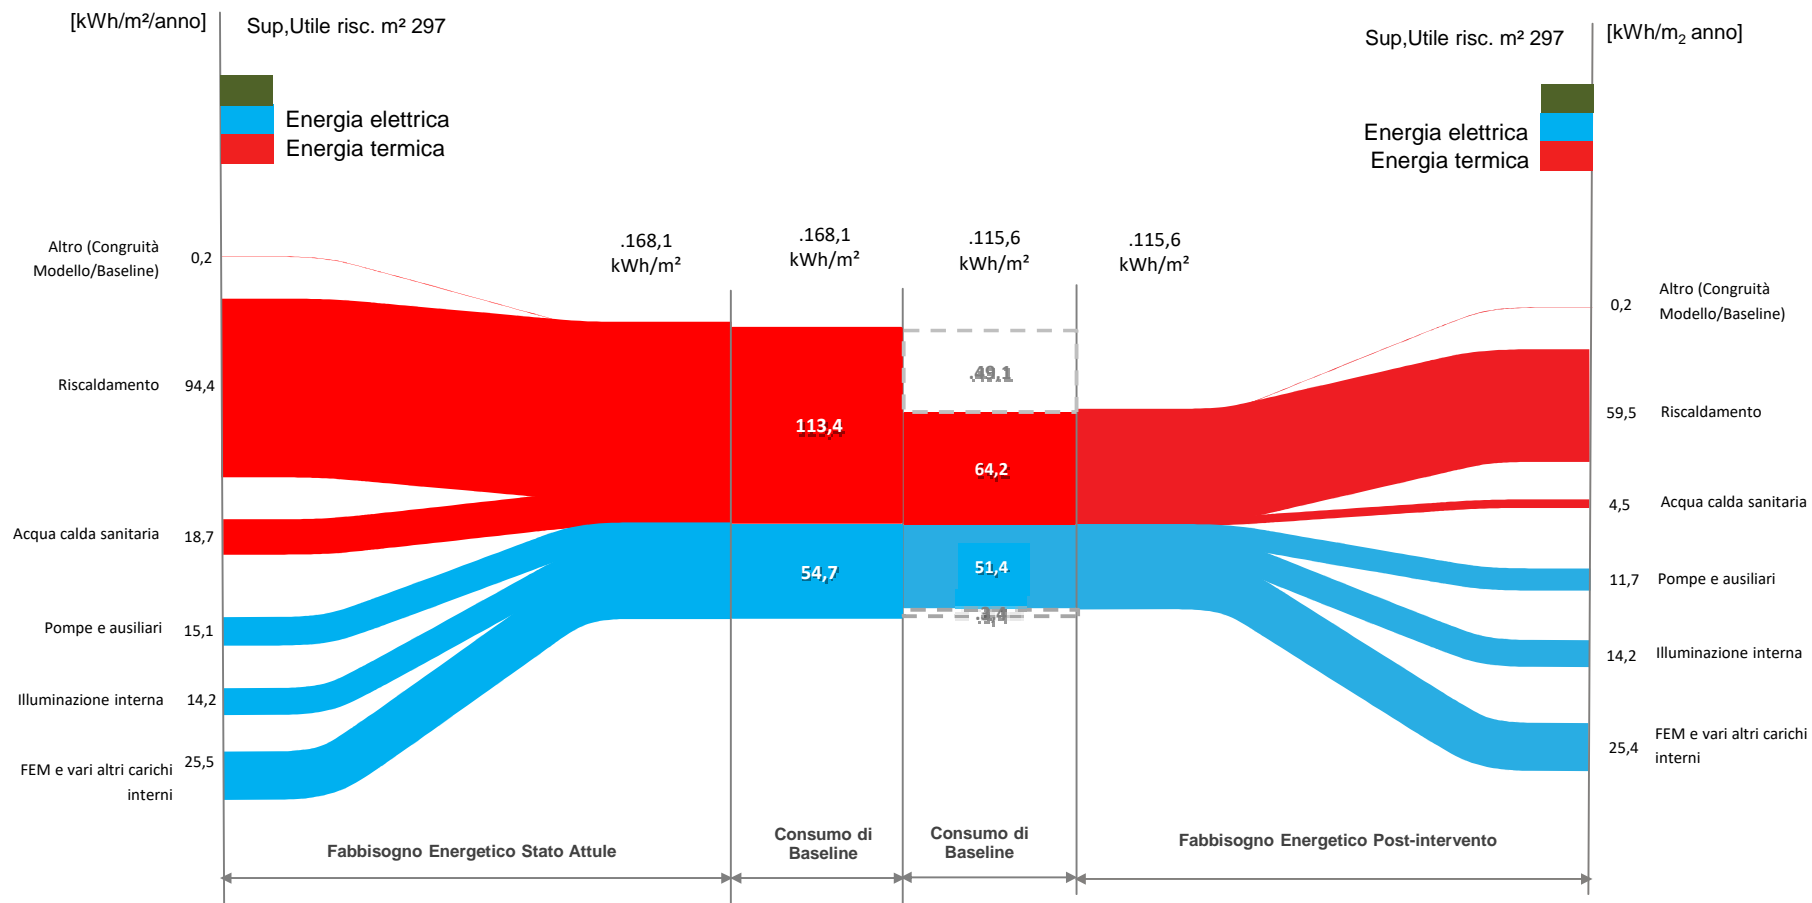 [kWh/m²/anno]
Sup,Utile risc. m² 297
Sup,Utile risc. m² 297
[kWh/m2 anno]
Energia elettrica
Energia termica
Energia elettrica
Energia termica
.168,1
kWh/m²
.168,1
kWh/m²
.115,6
kWh/m²
.115,6
kWh/m²
Altro (Congruità
Modello/Baseline)
0,2
Riscaldamento
94,4
Acqua calda sanitaria
18,7
Pompe e ausiliari
15,1
Illuminazione interna
14,2
FEM e vari altri carichi
interni
25,5
113,4
54,7
.49,1
64,2
51,4
0,2
Altro (Congruità
Modello/Baseline)
59,5
Riscaldamento
4,5
Acqua calda sanitaria
11,7
Pompe e ausiliari
14,2
Illuminazione interna
25,4
FEM e vari altri carichi
interni
Fabbisogno Energetico Stato Attule
Consumo di
Baseline
Consumo di
Baseline
Fabbisogno Energetico Post-intervento